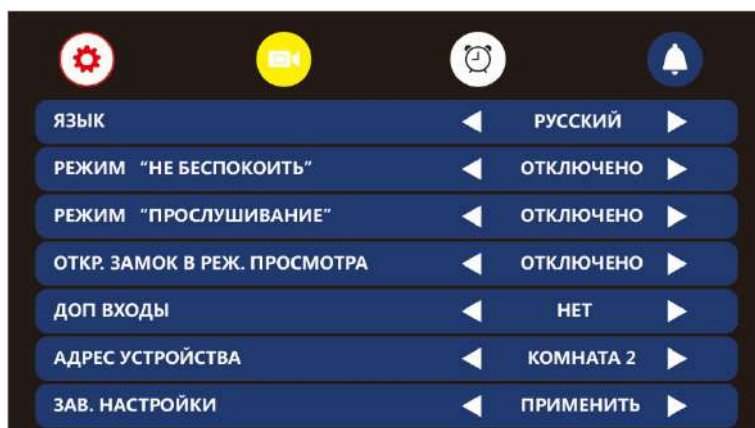 ЯЗЫК РУССКИЙ
РЕЖИМ “НЕ БЕСПОКОИТЬ” ОТКЛЮЧЕНО
РЕЖИМ “ПРОСЛУШИВАНИЕ” ОТКЛЮЧЕНО
ОТКР. ЗАМОК В РЕЖ. ПРОСМОТРА ОТКЛЮЧЕНО
ДОП ВХОДЫ НЕТ
АДРЕС УСТРОЙСТВА КОМНАТА 2
ЗАВ. НАСТРОЙКИ ПРИМЕНИТЬ